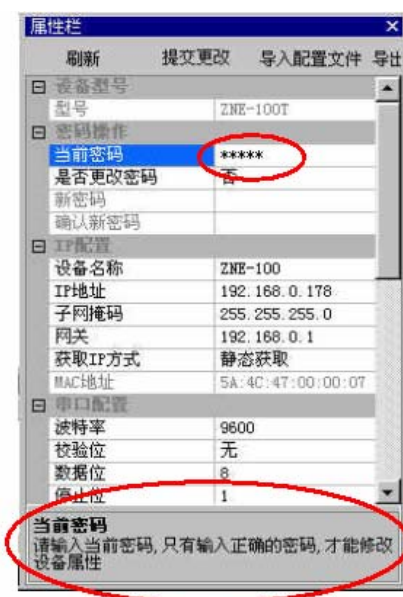 属性栏
刷新 提交更改 导入配置文件 导出
设备型号
型号 ZNE-100T
密码操作
当前密码 *****
是否更改密码 否
新密码
确认新密码
IP配置
设备名称 ZNE-100
IP地址 192.168.0.178
子网掩码 255.255.255.0
网关 192.168.0.1
获取IP方式 静态获取
MAC地址 5A:4C:47:00:00:07
串口配置
波特率 9600
校验位 无
数据位 8
停止位 1
当前密码
请输入当前密码,只有输入正确的密码,才能修改
设备属性